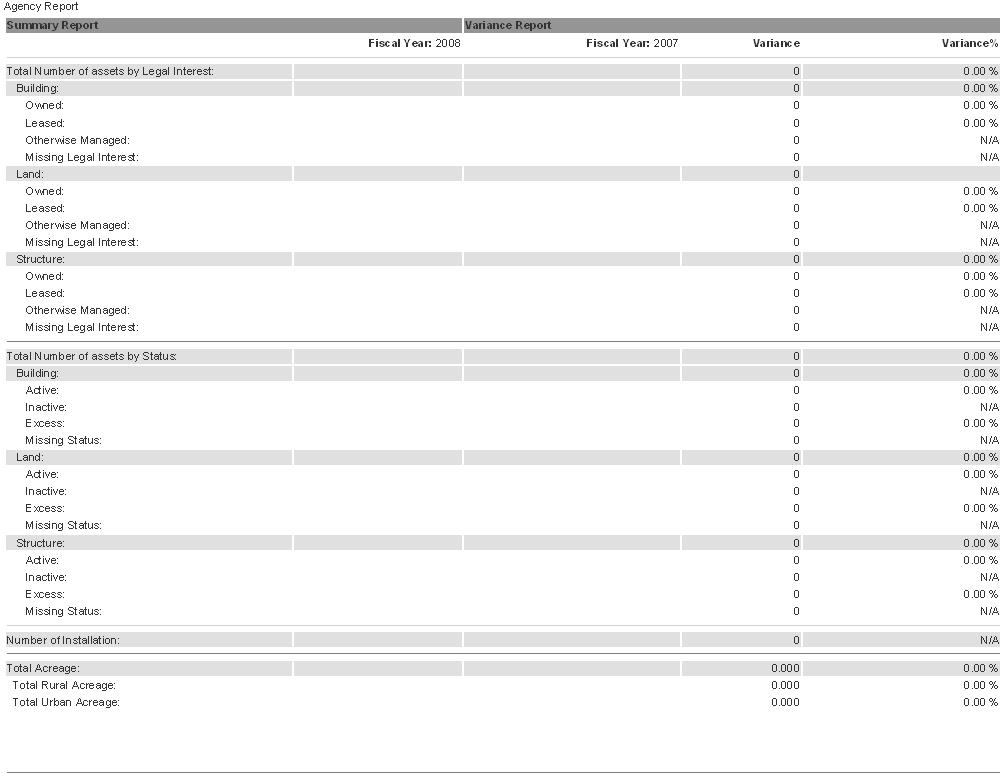 Agency Report
Summary Report Variance Report
Fiscal Year: 2008 Fiscal Year: 2007 Variance Variance%
Total Number of assets by Legal Interest: 0 0.00 %
Building: 0 0.00 %
Owned: 0 0.00 %
Leased: 0 0.00 %
Otherwise Managed: 0 N/A
Missing Legal Interest: 0 N/A
Land: 0
Owned: 0 0.00 %
Leased: 0 0.00 %
Otherwise Managed: 0 N/A
Missing Legal Interest: 0 N/A
Structure: 0 0.00 %
Owned: 0 0.00 %
Leased: 0 0.00 %
Otherwise Managed: 0 N/A
Missing Legal Interest: 0 N/A
Total Number of assets by Status: 0 0.00 %
Building: 0 0.00 %
Active: 0 0.00 %
Inactive: 0 N/A
Excess: 0 0.00 %
Missing Status: 0 N/A
Land: 0 0.00 %
Active: 0 0.00 %
Inactive: 0 N/A
Excess: 0 0.00 %
Missing Status: 0 N/A
Structure: 0 0.00 %
Active: 0 0.00 %
Inactive: 0 N/A
Excess: 0 0.00 %
Missing Status: 0 N/A
Number of Installation: 0 N/A
Total Acreage: 0.000 0.00 %
Total Rural Acreage: 0.000 0.00 %
Total Urban Acreage: 0.000 0.00 %